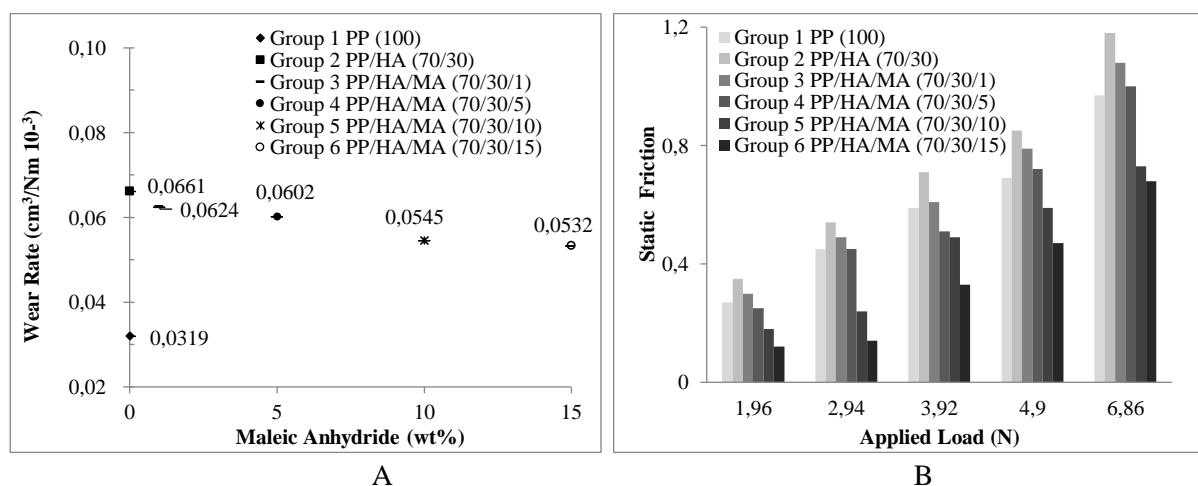 0,10
0,08
0,06
0,04
0,02
Wear Rate (cm³/Nm 10-³)
Group 1 PP (100)
Group 2 PP/HA (70/30)
Group 3 PP/HA/MA (70/30/1)
Group 4 PP/HA/MA (70/30/5)
Group 5 PP/HA/MA (70/30/10)
Group 6 PP/HA/MA (70/30/15)
0,0661
0,0624
0,0602
0,0545
0,0532
0,0319
0 5 10 15
Maleic Anhydride (wt%)
A
1,2
0,8
0,4
0
Static Friction
Group 1 PP (100)
Group 2 PP/HA (70/30)
Group 3 PP/HA/MA (70/30/1)
Group 4 PP/HA/MA (70/30/5)
Group 5 PP/HA/MA (70/30/10)
Group 6 PP/HA/MA (70/30/15)
1,96 2,94 3,92 4,9 6,86
Applied Load (N)
B